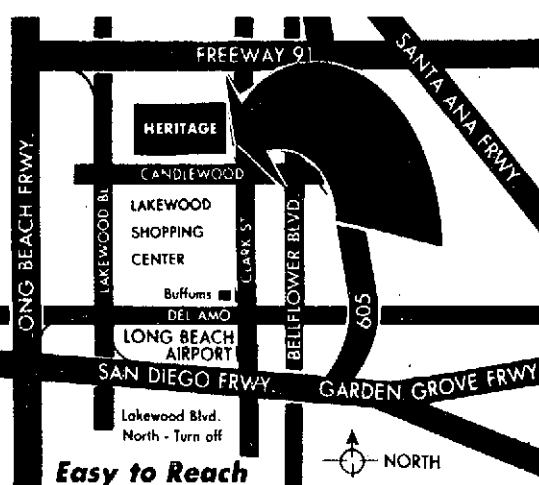 FREEWAY 91
SANTA ANA FRWY.
HERITAGE
CANDLEWOOD
LONG BEACH FRWY.
LAKEWOOD BL
LAKEWOOD
SHOPPING
CENTER
CLARK ST.
BELLFLOWER BLVD.
Buffums
DEL AMO
605
LONG BEACH
AIRPORT
SAN DIEGO FRWY.
GARDEN GROVE FRWY
Lakewood Blvd.
North - Turn off
NORTH
Easy to Reach